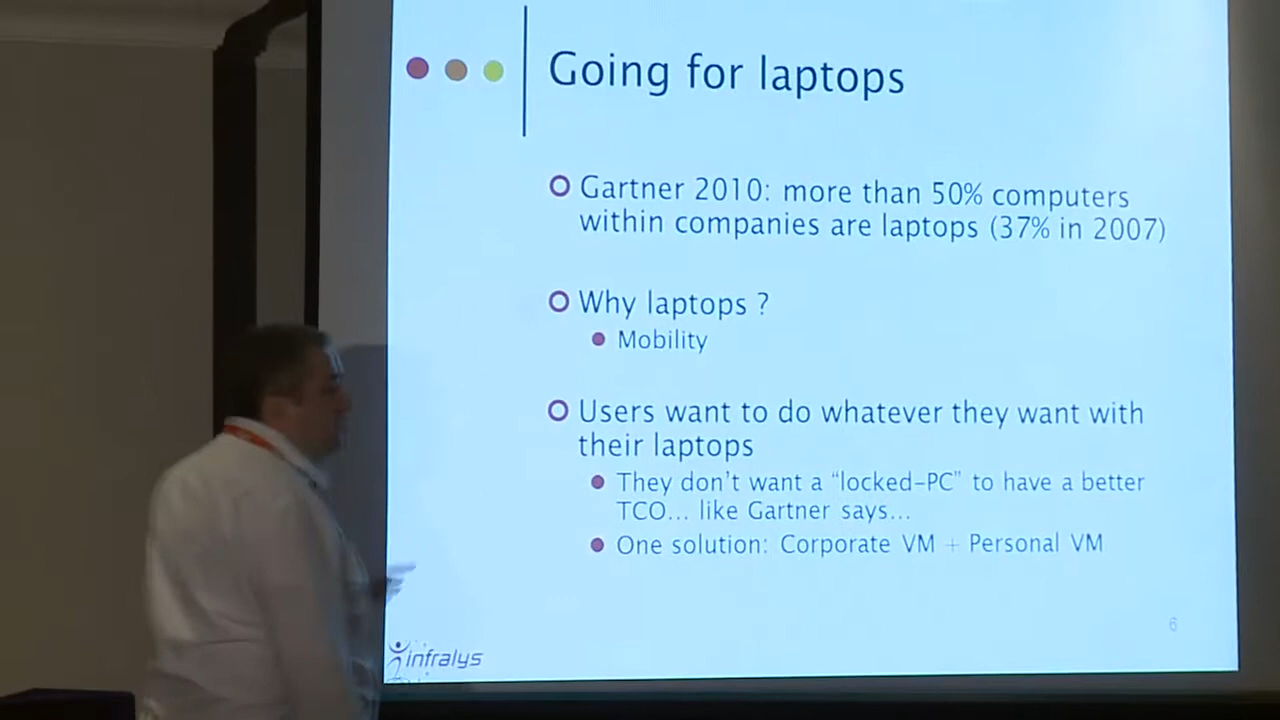 Going for laptops
Gartner 2010: more than 50% computers
within companies are laptops (37% in 2007)
Why laptops ?
Mobility
Users want to do whatever they want with
their laptops
They don't want a “locked-PC” to have a better
TCO... like Gartner says...
One solution: Corporate VM + Personal VM
6
infralys